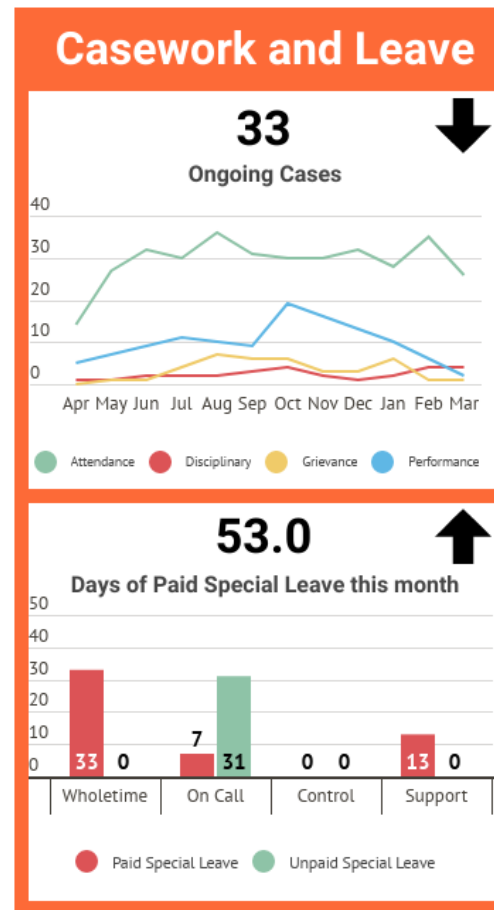 Casework and Leave
33
Ongoing Cases
40
30
20
10
0
Apr May Jun Jul Aug Sep Oct Nov Dec Jan Feb Mar
Attendance Disciplinary Grievance Performance
53.0
Days of Paid Special Leave this month
50
40
30
20
10
0
7
33 0 31 0 0 13 0
Wholetime On Call Control Support
Paid Special Leave Unpaid Special Leave